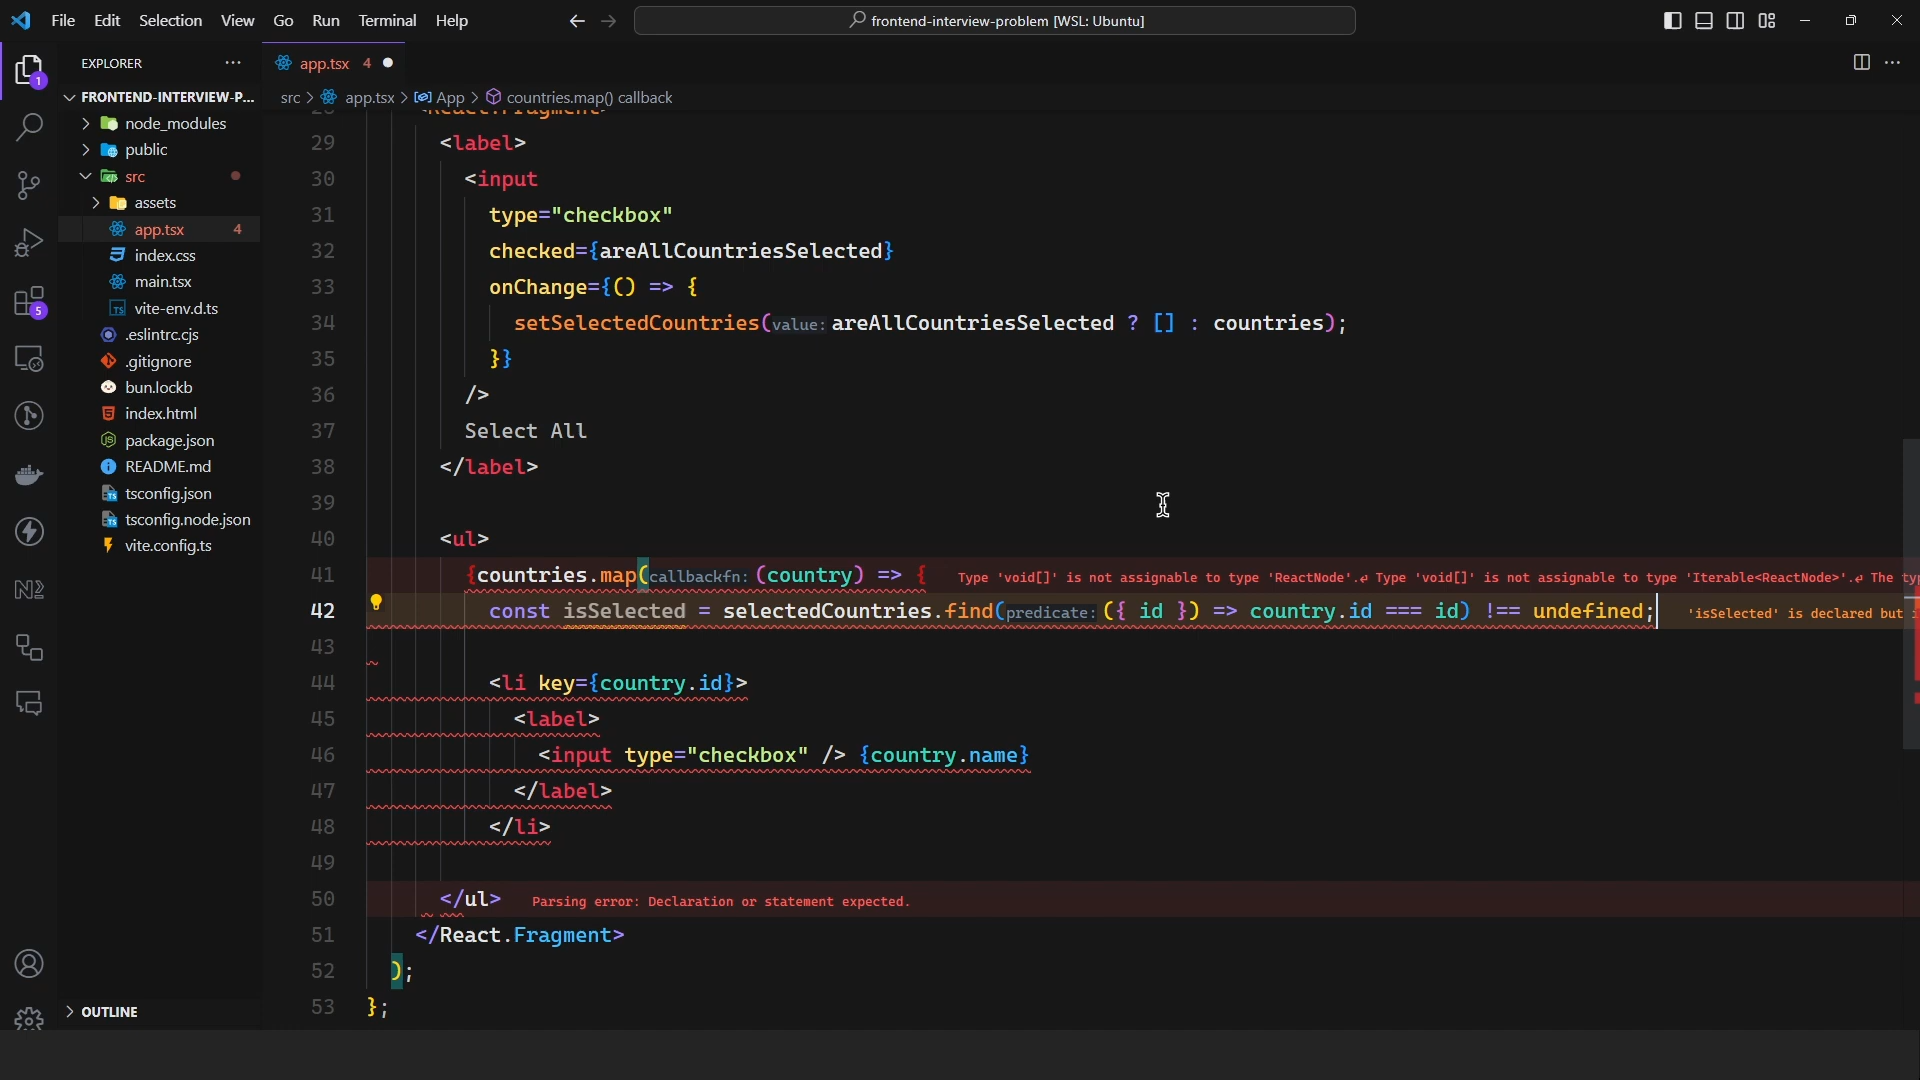 File Edit Selection View Go Run Terminal Help
frontend-interview-problem [WSL: Ubuntu]
1
EXPLORER ...
app.tsx 4
FRONTEND-INTERVIEW-P...
src > app.tsx > App > countries.map() callback
node_modules
public
src
assets
app.tsx 4
index.css
main.tsx
vite-env.d.ts
.eslintrc.cjs
.gitignore
bun.lockb
index.html
package.json
README.md
tsconfig.json
tsconfig.node.json
vite.config.ts
5
OUTLINE
29 <label>
30 <input
31 type="checkbox"
32 checked={areAllCountriesSelected}
33 onChange={() => {
34 setSelectedCountries(value: areAllCountriesSelected ? [] : countries);
35 }}
36 />
37 Select All
38 </label>
39
40 <ul>
41 {countries.map(callbackfn: (country) => { Type 'void[]' is not assignable to type 'ReactNode'.↵ Type 'void[]' is not assignable to type 'Iterable<ReactNode>'.↵ The typ
42 const isSelected = selectedCountries.find(predicate: ({ id }) => country.id === id) !== undefined; 'isSelected' is declared but
43
44 <li key={country.id}>
45 <label>
46 <input type="checkbox" /> {country.name}
47 </label>
48 </li>
49
50 </ul> Parsing error: Declaration or statement expected.
51 </React.Fragment>
52 );
53 };